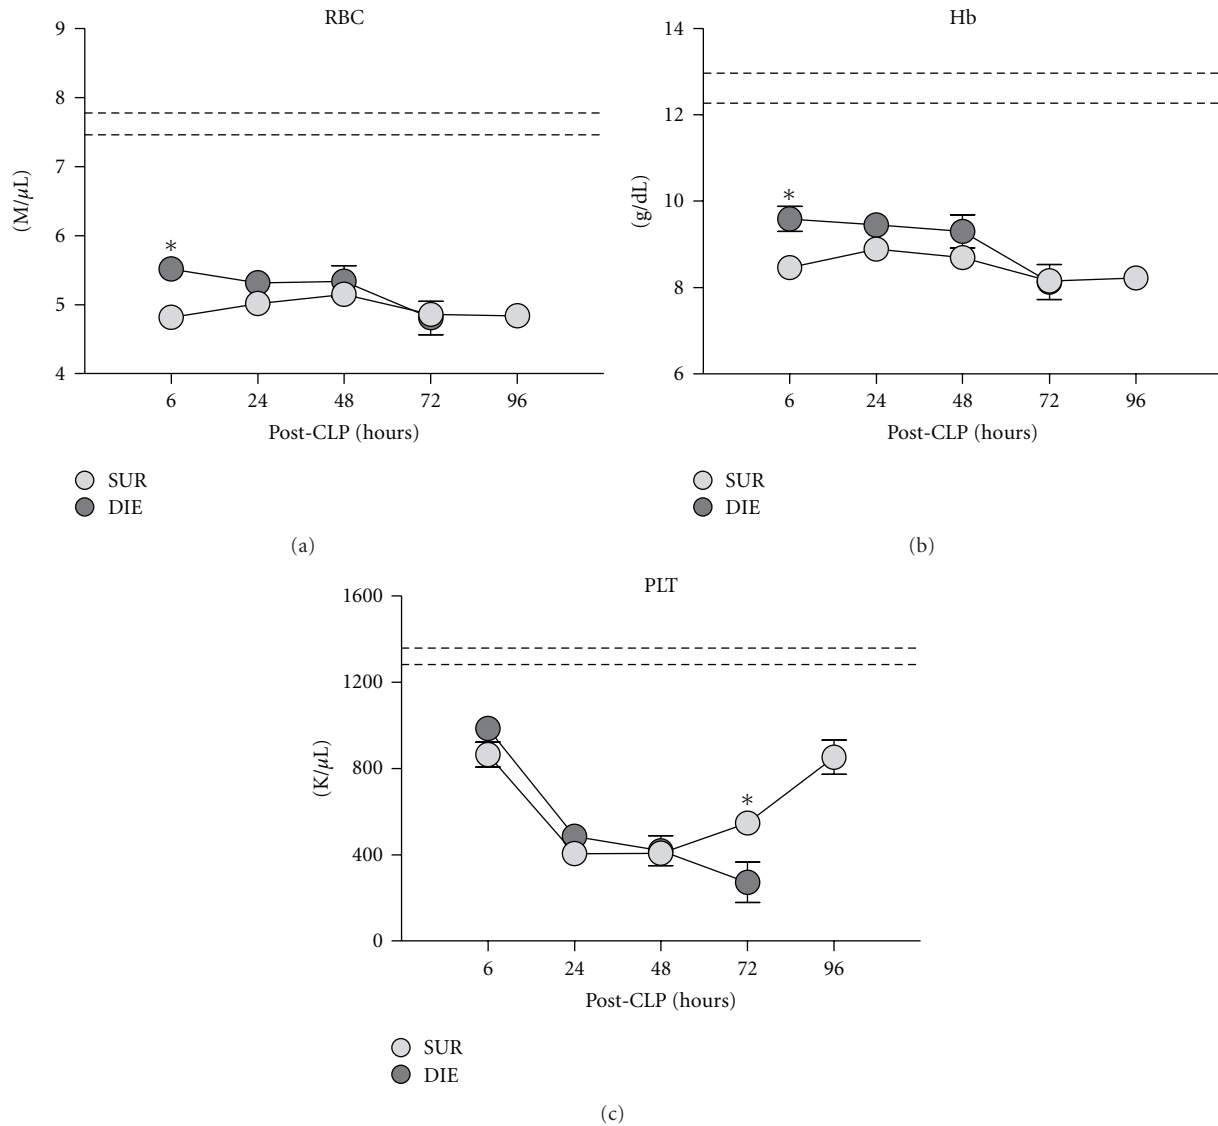 RBC
9
8
7
6
5
4
(M/µL)
*
6 24 48 72 96
Post-CLP (hours)
SUR
DIE
(a)
Hb
14
12
10
8
6
(g/dL)
*
6 24 48 72 96
Post-CLP (hours)
SUR
DIE
(b)
PLT
1600
1200
800
400
0
(K/µL)
*
6 24 48 72 96
Post-CLP (hours)
SUR
DIE
(c)